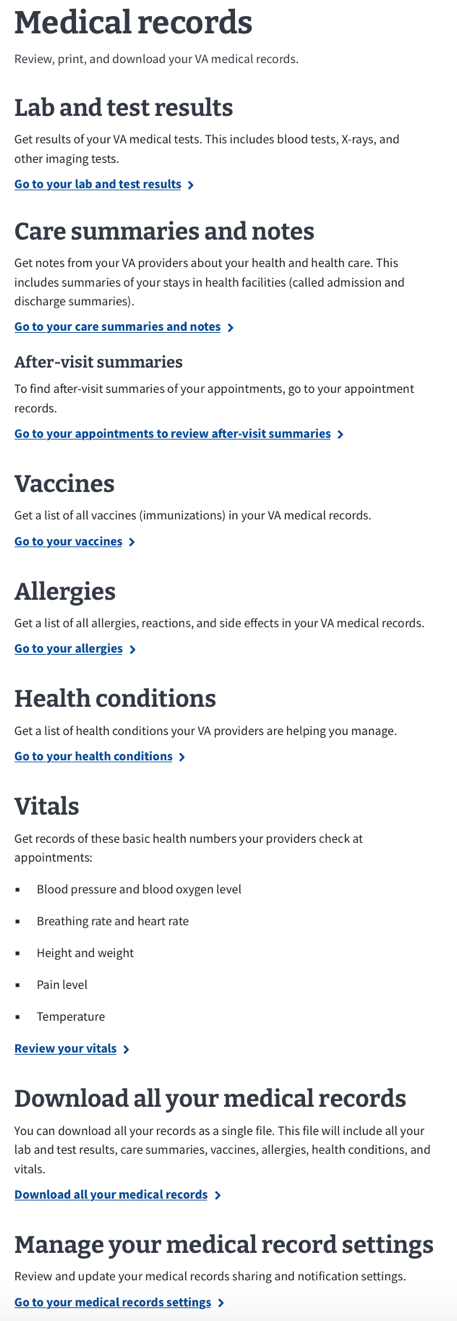 Medical records
Review, print, and download your VA medical records.
Lab and test results
Get results of your VA medical tests. This includes blood tests, X-rays, and
other imaging tests.
Go to your lab and test results
Care summaries and notes
Get notes from your VA providers about your health and health care. This
includes summaries of your stays in health facilities (called admission and
discharge summaries).
Go to your care summaries and notes
After-visit summaries
To find after-visit summaries of your appointments, go to your appointment
records.
Go to your appointments to review after-visit summaries
Vaccines
Get a list of all vaccines (immunizations) in your VA medical records.
Go to your vaccines
Allergies
Get a list of all allergies, reactions, and side effects in your VA medical records.
Go to your allergies
Health conditions
Get a list of health conditions your VA providers are helping you manage.
Go to your health conditions
Vitals
Get records of these basic health numbers your providers check at
appointments:
▪ Blood pressure and blood oxygen level
▪ Breathing rate and heart rate
▪ Height and weight
▪ Pain level
▪ Temperature
Review your vitals
Download all your medical records
You can download all your records as a single file. This file will include all your
lab and test results, care summaries, vaccines, allergies, health conditions, and
vitals.
Download all your medical records
Manage your medical record settings
Review and update your medical records sharing and notification settings.
Go to your medical records settings